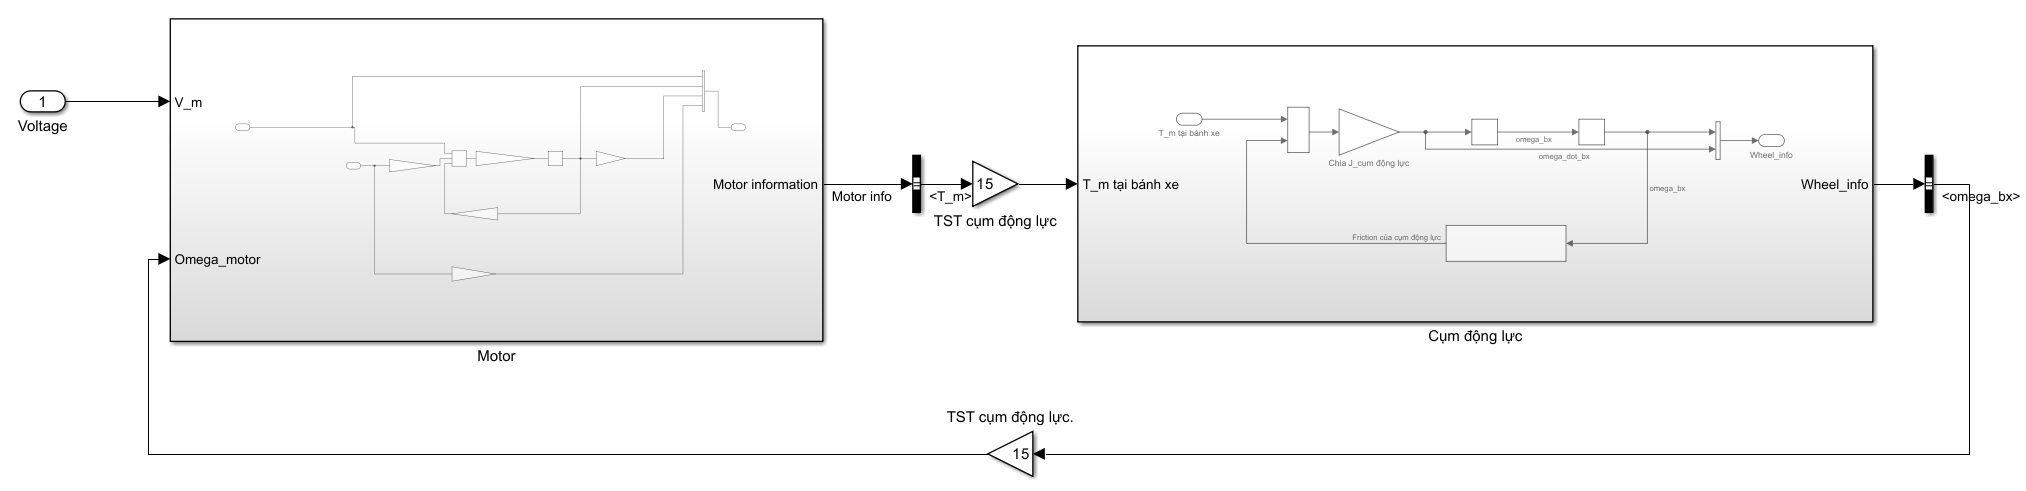 1
Voltage
V_m
Omega_motor
Motor information
Motor
Motor info
<T_m>
15
TST cụm động lực
T_m tại bánh xe
T_m tại bánh xe
Chia J_cụm động lực
omega_bx
omega_dot_bx
omega_bx
Wheel_info
Friction của cụm động lực
Wheel_info
Cụm động lực
<omega_bx>
TST cụm động lực.
15